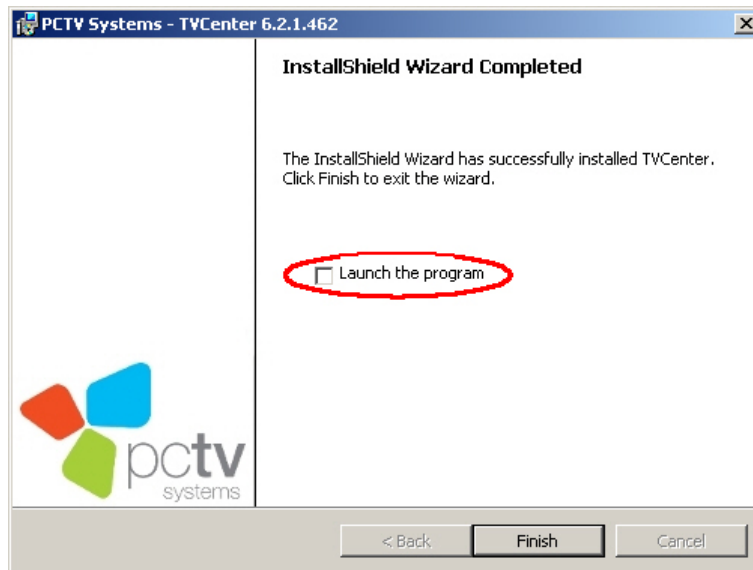 PCTV Systems - TVCenter 6.2.1.462
InstallShield Wizard Completed
The InstallShield Wizard has successfully installed TVCenter.
Click Finish to exit the wizard.
Launch the program
pctv
systems
< Back
Finish
Cancel